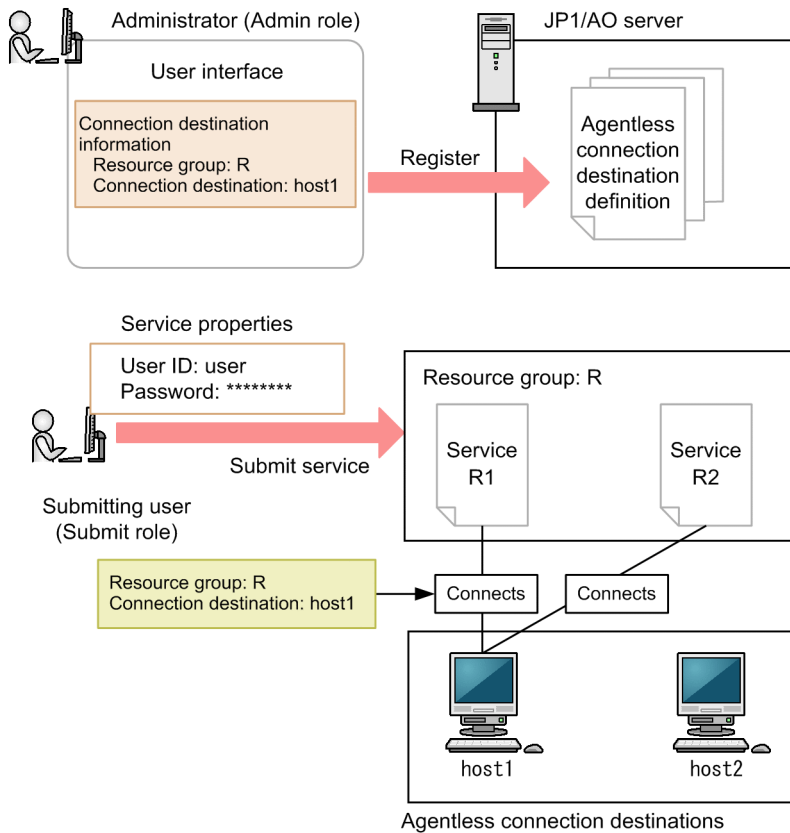 Administrator (Admin role)
JP1/AO server
User interface
Connection destination
information
Resource group: R
Connection destination: host1
Register
Agentless
connection
destination
definition
Service properties
User ID: user
Password: ********
Submit service
Submitting user
(Submit role)
Resource group: R
Service
R1
Service
R2
Resource group: R
Connection destination: host1
Connects
Connects
host1
host2
Agentless connection destinations